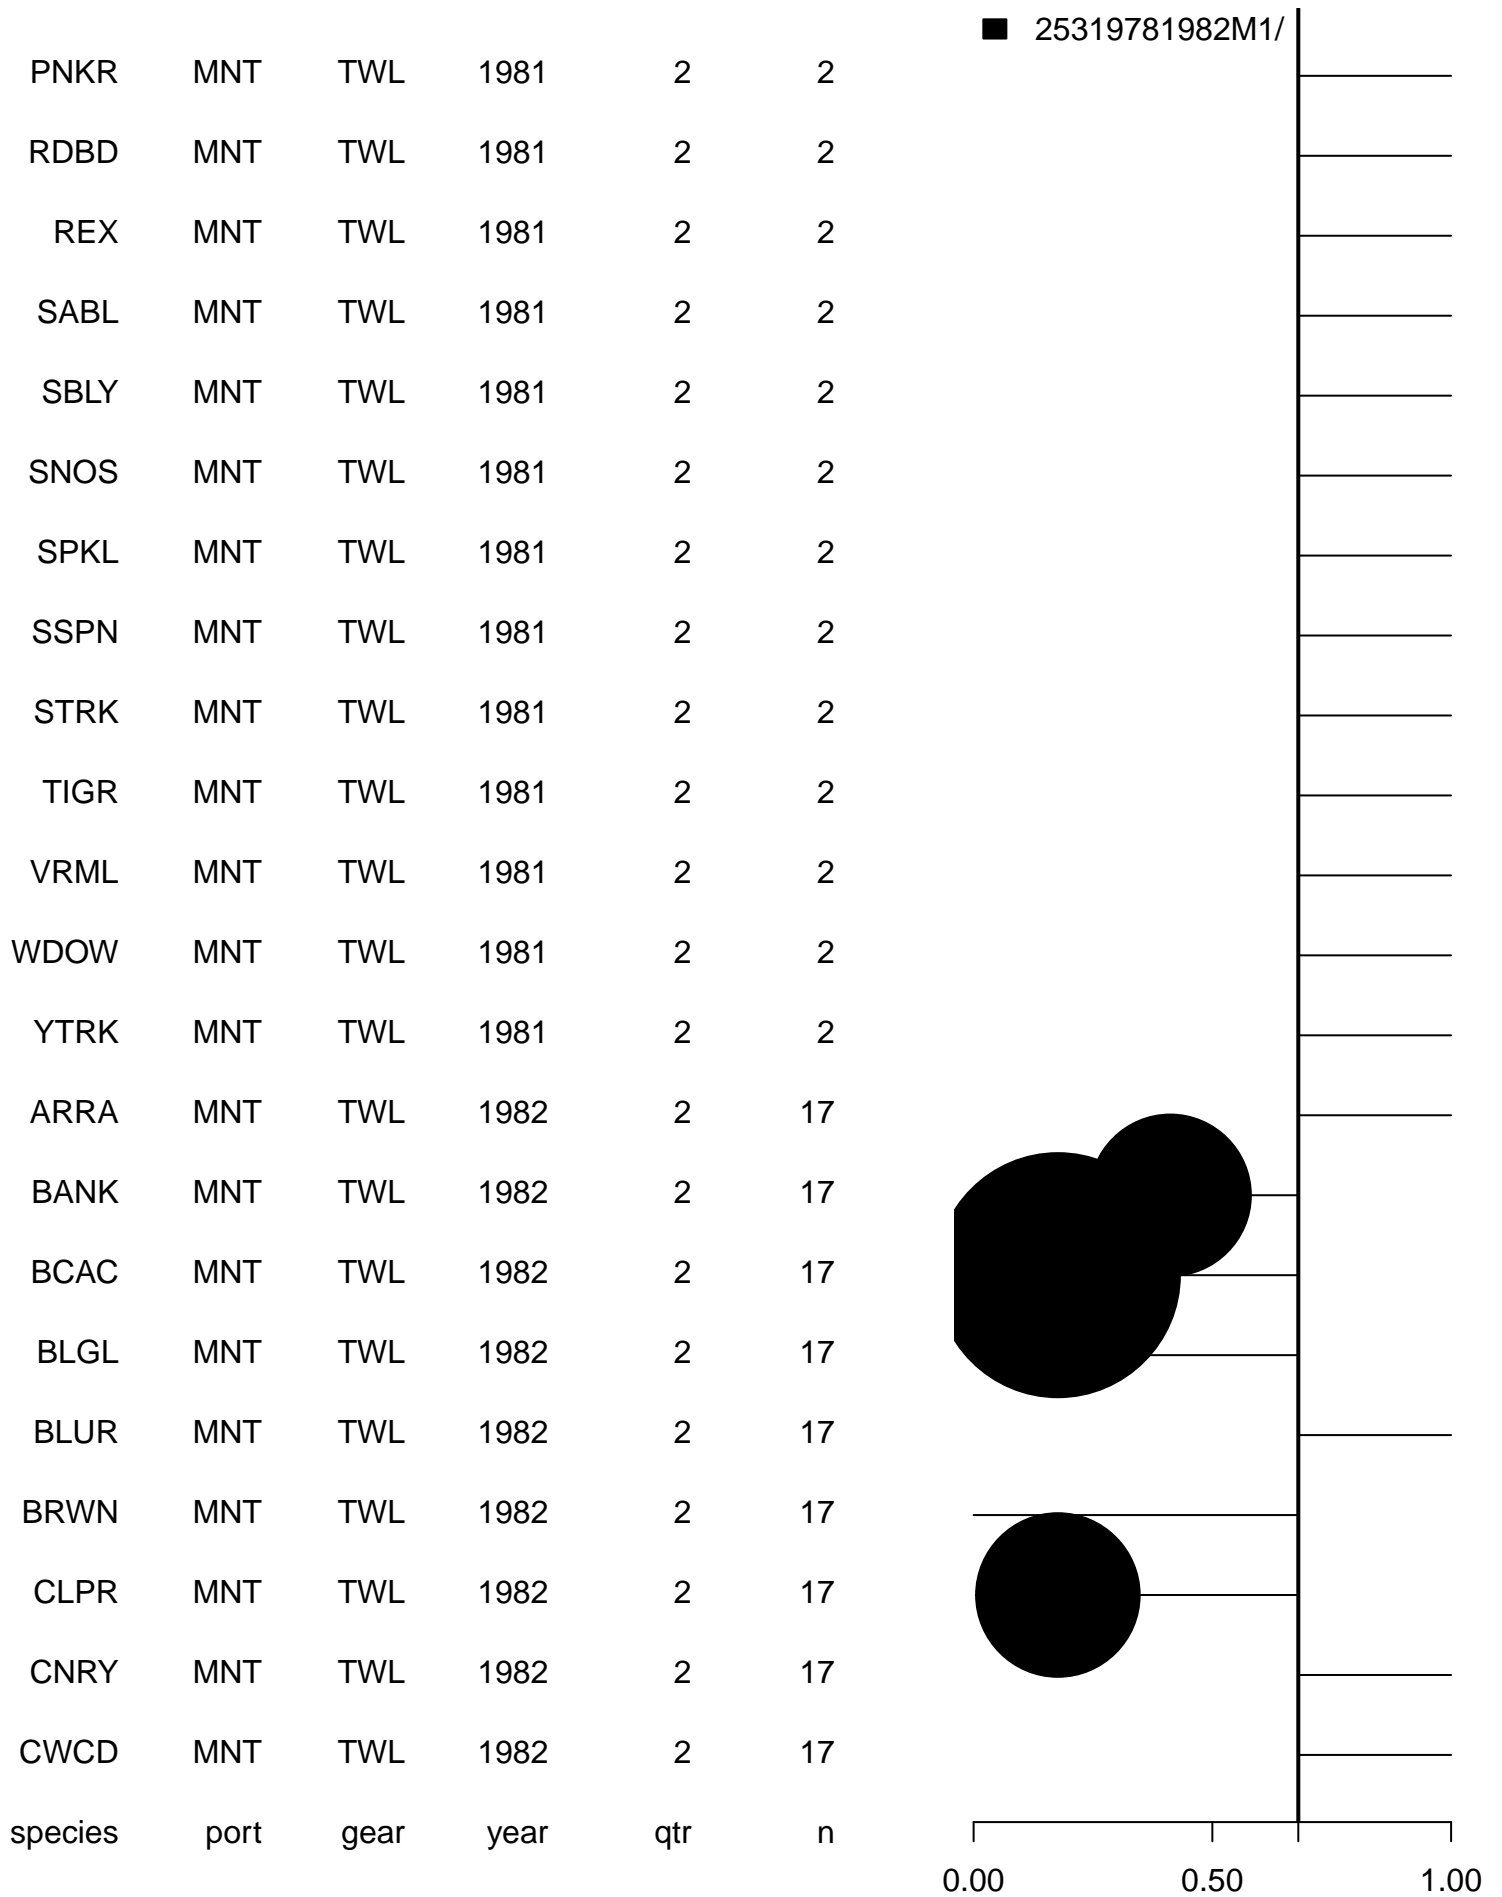 25319781982M1/
PNKR MNT TWL 1981 2 2
RDBD MNT TWL 1981 2 2
REX MNT TWL 1981 2 2
SABL MNT TWL 1981 2 2
SBLY MNT TWL 1981 2 2
SNOS MNT TWL 1981 2 2
SPKL MNT TWL 1981 2 2
SSPN MNT TWL 1981 2 2
STRK MNT TWL 1981 2 2
TIGR MNT TWL 1981 2 2
VRML MNT TWL 1981 2 2
WDOW MNT TWL 1981 2 2
YTRK MNT TWL 1981 2 2
ARRA MNT TWL 1982 2 17
BANK MNT TWL 1982 2 17
BCAC MNT TWL 1982 2 17
BLGL MNT TWL 1982 2 17
BLUR MNT TWL 1982 2 17
BRWN MNT TWL 1982 2 17
CLPR MNT TWL 1982 2 17
CNRY MNT TWL 1982 2 17
CWCD MNT TWL 1982 2 17
species port gear year qtr n
0.00 0.50 1.00